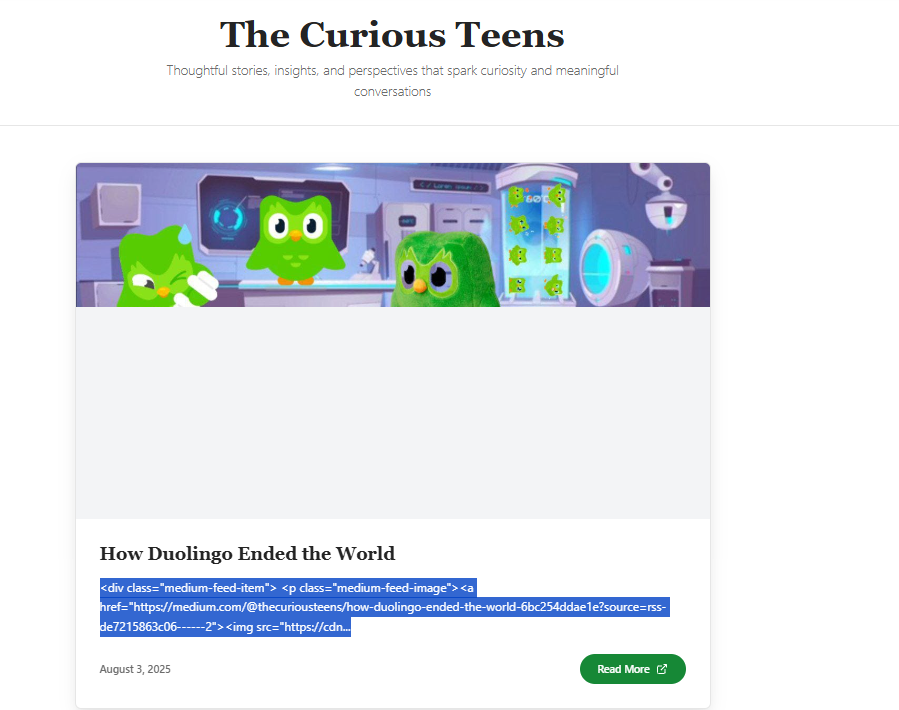 The Curious Teens
Thoughtful stories, insights, and perspectives that spark curiosity and meaningful
conversations
60°C
How Duolingo Ended the World
<div class="medium-feed-item"> <p class="medium-feed-image"><a
href="https://medium.com/@thecuriousteens/how-duolingo-ended-the-world-6bc254ddae1e?source=rss-
de7215863c06------2"><img src="https://cdn...
August 3, 2025
Read More